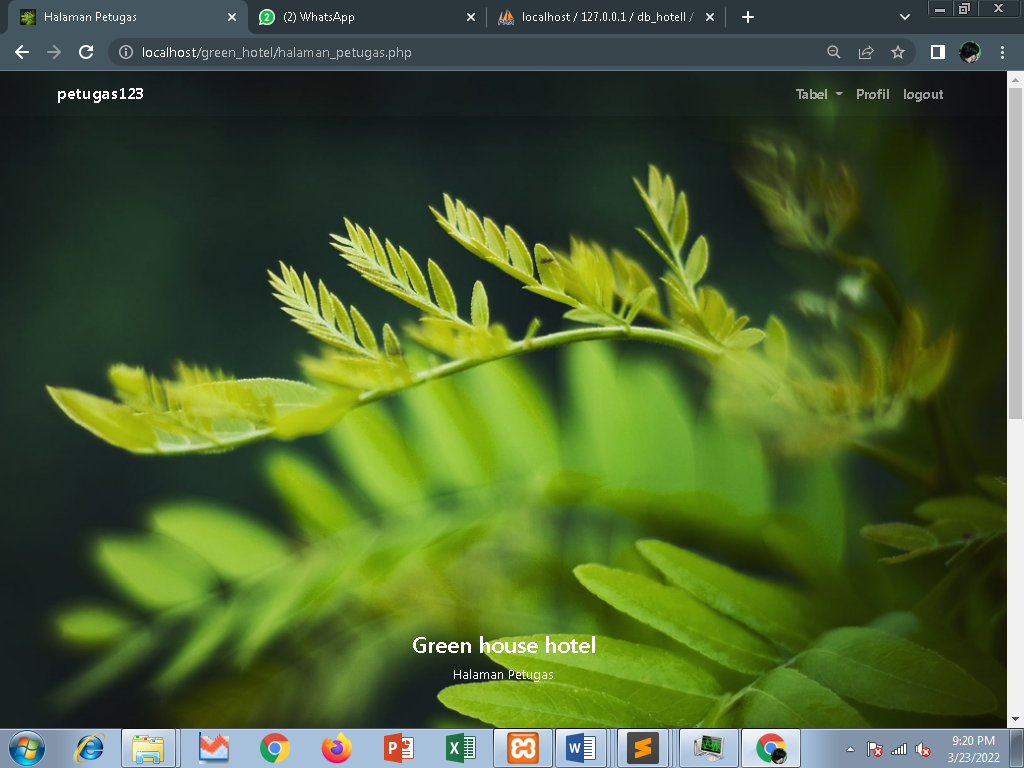 Halaman Petugas
2
(2) WhatsApp
localhost / 127.0.0.1 / db_hotell /
localhost/green_hotel/halaman_petugas.php
petugas123
Tabel
Profil
logout
Green house hotel
Halaman Petugas
9:20 PM
3/23/2022